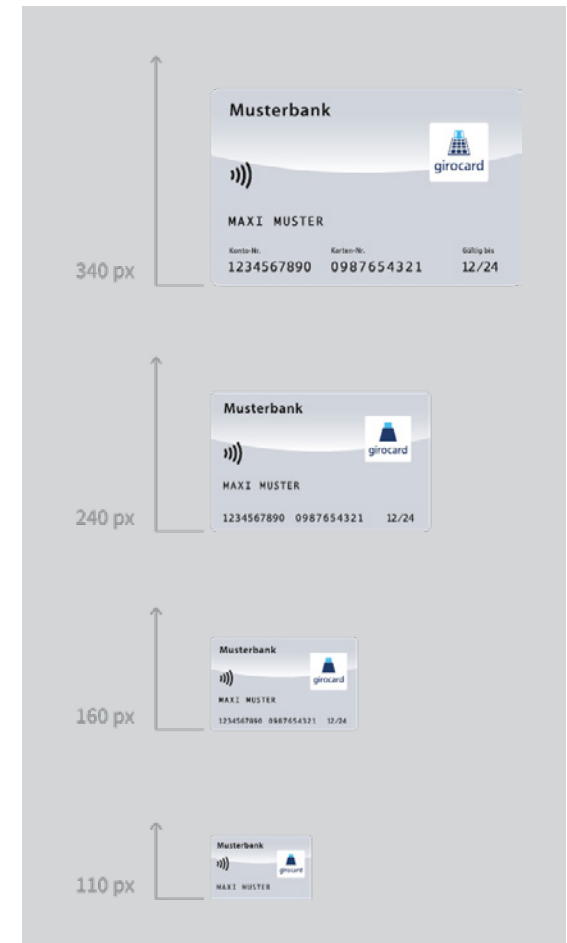 Musterbank
girocard
MAXI MUSTER
Konto-Nr. Karten-Nr. Gültig bis
1234567890 0987654321 12/24
340 px
Musterbank
girocard
MAXI MUSTER
1234567890 0987654321 12/24
240 px
Musterbank
girocard
MAXI MUSTER
1234567890 0987654321 12/24
160 px
Musterbank
girocard
MAXI MUSTER
110 px